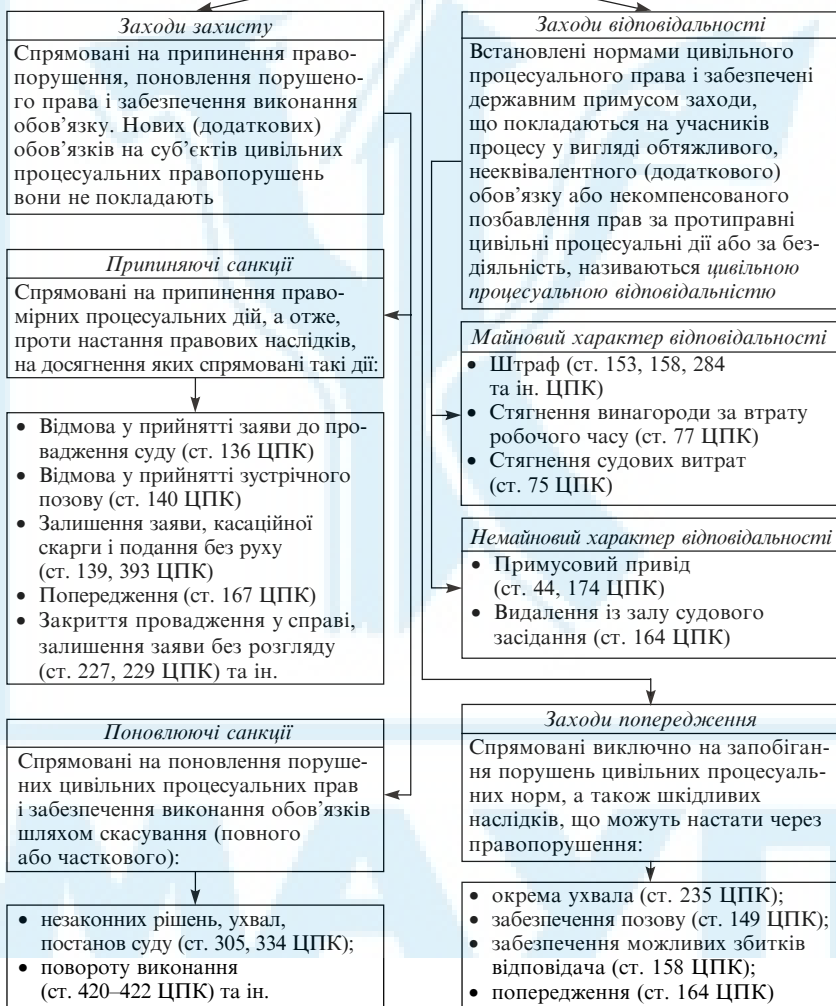 Заходи захисту
Спрямовані на припинення право-
порушення, поновлення порушено-
го права і забезпечення виконання
обов’язку. Нових (додаткових)
обов’язків на суб’єктів цивільних
процесуальних правопорушень
вони не покладають
Припиняючі санкції
Спрямовані на припинення право-
мірних процесуальних дій, а отже,
проти настання правових наслідків,
на досягнення яких спрямовані такі дії:
• Відмова у прийнятті заяви до про-
вадження суду (ст. 136 ЦПК)
• Відмова у прийнятті зустрічного
позову (ст. 140 ЦПК)
• Залишення заяви, касаційної
скарги і подання без руху
(ст. 139, 393 ЦПК)
• Попередження (ст. 167 ЦПК)
• Закриття провадження у справі,
залишення заяви без розгляду
(ст. 227, 229 ЦПК) та ін.
Поновлюючі санкції
Спрямовані на поновлення поруше-
них цивільних процесуальних прав
і забезпечення виконання обов’язків
шляхом скасування (повного
або часткового):
• незаконних рішень, ухвал,
постанов суду (ст. 305, 334 ЦПК);
• повороту виконання
(ст. 420–422 ЦПК) та ін.
Заходи відповідальності
Встановлені нормами цивільного
процесуального права і забезпечені
державним примусом заходи,
що покладаються на учасників
процесу у вигляді обтяжливого,
нееквівалентного (додаткового)
обов’язку або некомпенсованого
позбавлення прав за протиправні
цивільні процесуальні дії або за без-
діяльність, називаються цивільною
процесуальною відповідальністю
Майновий характер відповідальності
• Штраф (ст. 153, 158, 284
та ін. ЦПК)
• Стягнення винагороди за втрату
робочого часу (ст. 77 ЦПК)
• Стягнення судових витрат
(ст. 75 ЦПК)
Немайновий характер відповідальності
• Примусовий привід
(ст. 44, 174 ЦПК)
• Видалення із залу судового
засідання (ст. 164 ЦПК)
Заходи попередження
Спрямовані виключно на запобіган-
ня порушень цивільних процесуаль-
них норм, а також шкідливих
наслідків, що можуть настати через
правопорушення:
• окрема ухвала (ст. 235 ЦПК);
• забезпечення позову (ст. 149 ЦПК);
• забезпечення можливих збитків
відповідача (ст. 158 ЦПК);
• попередження (ст. 164 ЦПК)
МАУП